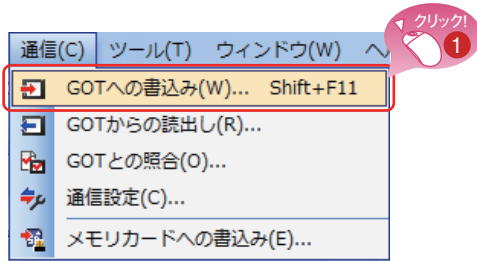 クリック!
1
通信(C) ツール(T) ウィンドウ(W)
GOTへの書込み(W)... Shift+F11
GOTからの読出し(R)...
GOTとの照合(O)...
通信設定(C)...
メモリカードへの書込み(E)...